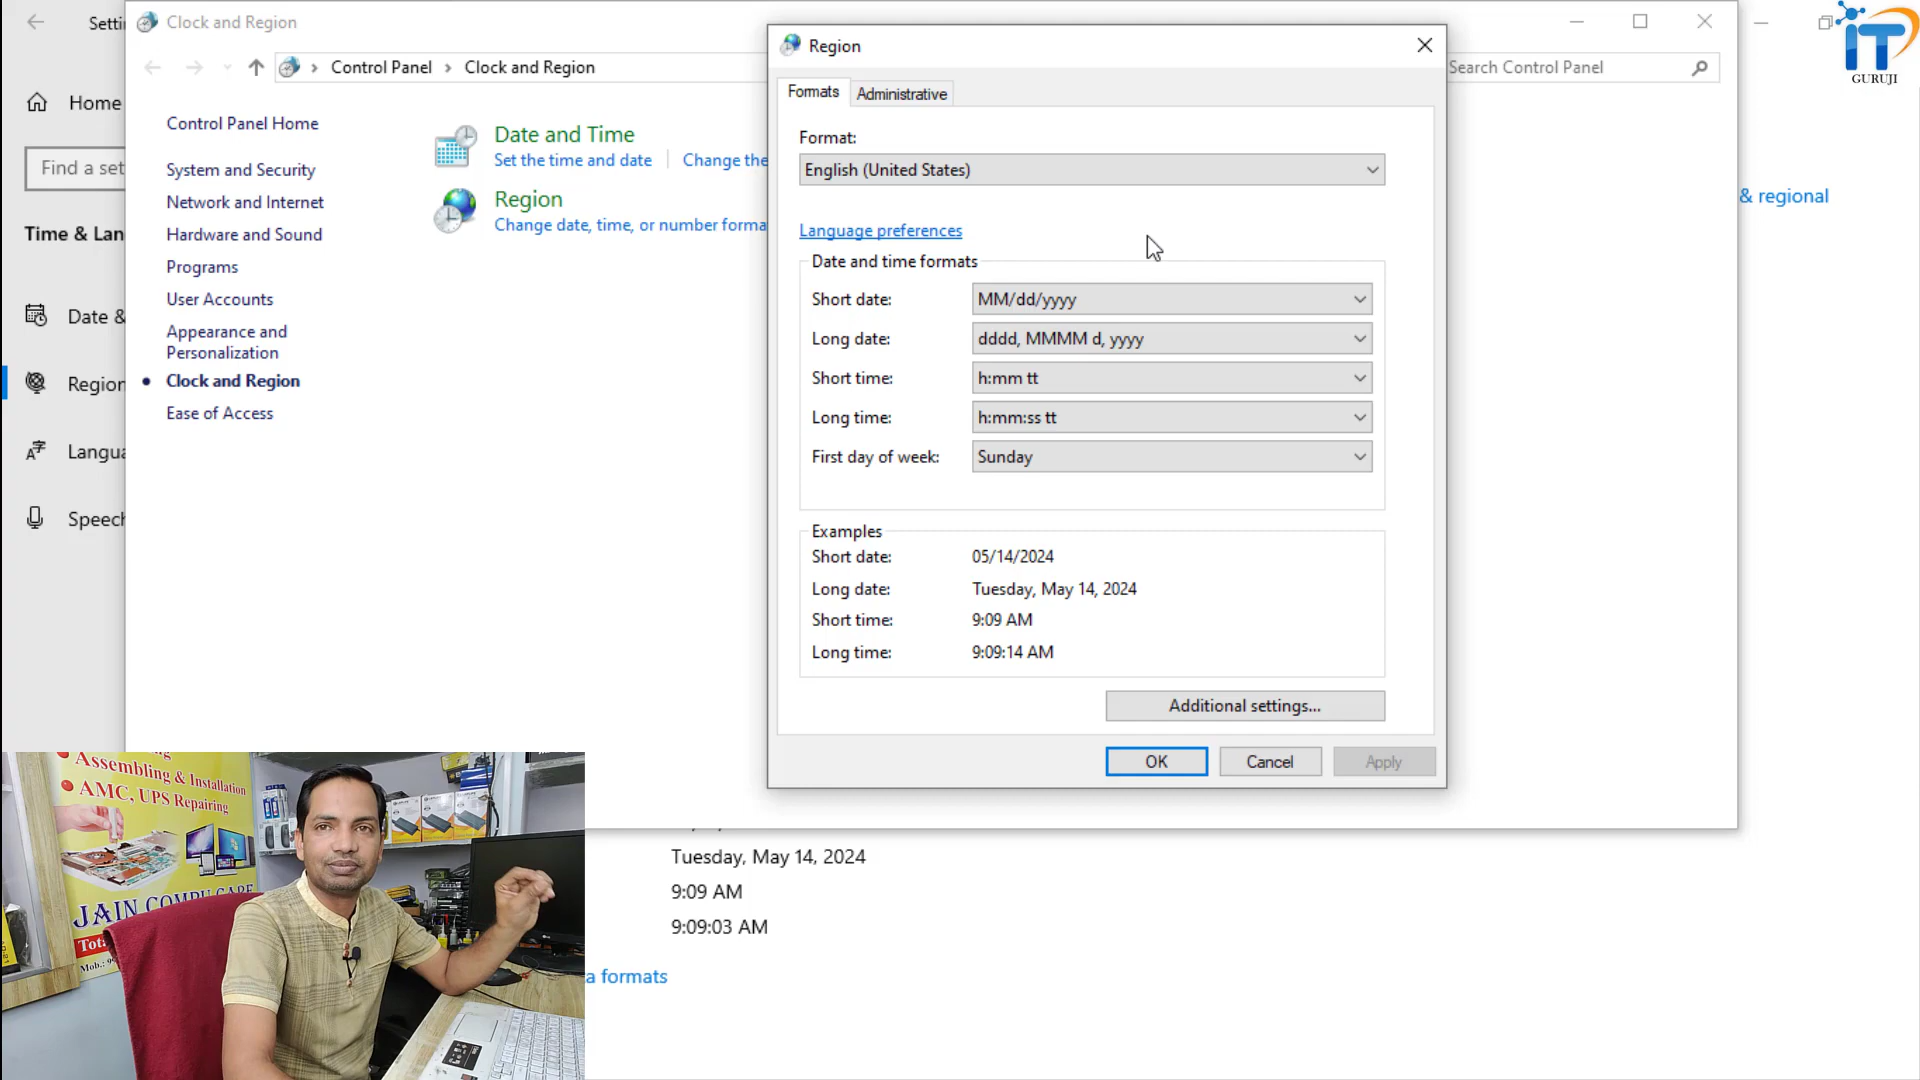 Setti
Clock and Region
Region
IT
GURUJI
Control Panel > Clock and Region
Search Control Panel
Home
Find a set
Time & Lan
Date &
Region
Langua
Speech
Control Panel Home
System and Security
Network and Internet
Hardware and Sound
Programs
User Accounts
Appearance and
Personalization
Clock and Region
Ease of Access
Date and Time
Set the time and date
Change the
Region
Change date, time, or number forma
Formats
Administrative
Format:
English (United States)
Language preferences
Date and time formats
Short date: MM/dd/yyyy
Long date: dddd, MMMM d, yyyy
Short time: h:mm tt
Long time: h:mm:ss tt
First day of week: Sunday
Examples
Short date: 05/14/2024
Long date: Tuesday, May 14, 2024
Short time: 9:09 AM
Long time: 9:09:14 AM
Additional settings...
OK
Cancel
Apply
& regional
Tuesday, May 14, 2024
9:09 AM
9:09:03 AM
a formats
Assembling & Installation
AMC, UPS Repairing
JAIN COMPU CARE
Tota
Mob.: 9